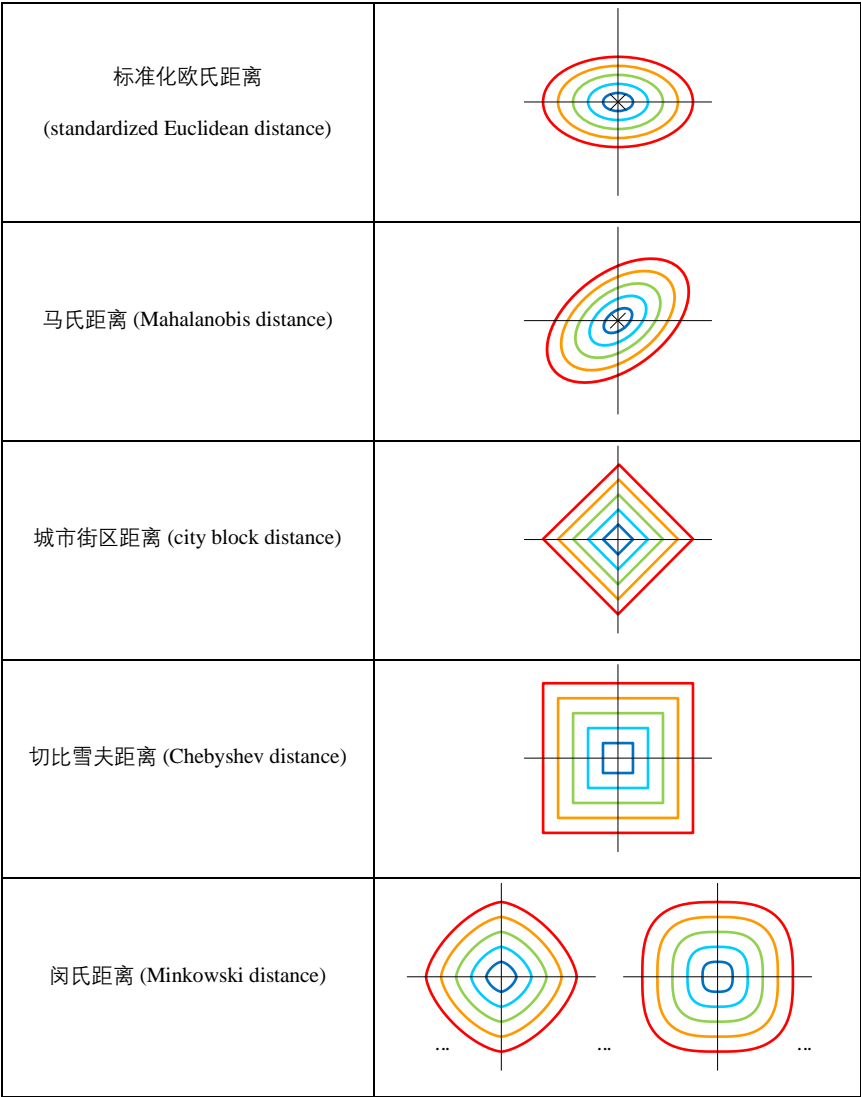 标准化欧氏距离
(standardized Euclidean distance)
马氏距离 (Mahalanobis distance)
城市街区距离 (city block distance)
切比雪夫距离 (Chebyshev distance)
闵氏距离 (Minkowski distance)
... ... ...